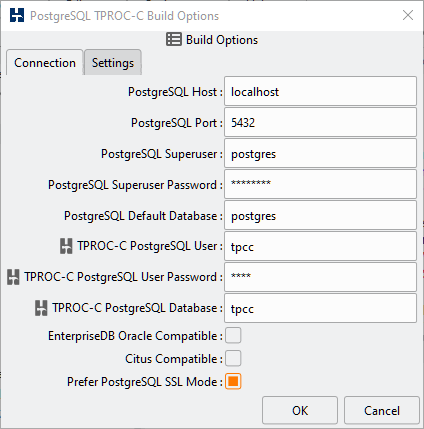 PostgreSQL TPROC-C Build Options
Build Options
Connection Settings
PostgreSQL Host : localhost
PostgreSQL Port : 5432
PostgreSQL Superuser : postgres
PostgreSQL Superuser Password : ********
PostgreSQL Default Database : postgres
TPROC-C PostgreSQL User : tpcc
TPROC-C PostgreSQL User Password : ****
TPROC-C PostgreSQL Database : tpcc
EnterpriseDB Oracle Compatible :
Citus Compatible :
Prefer PostgreSQL SSL Mode :
OK Cancel